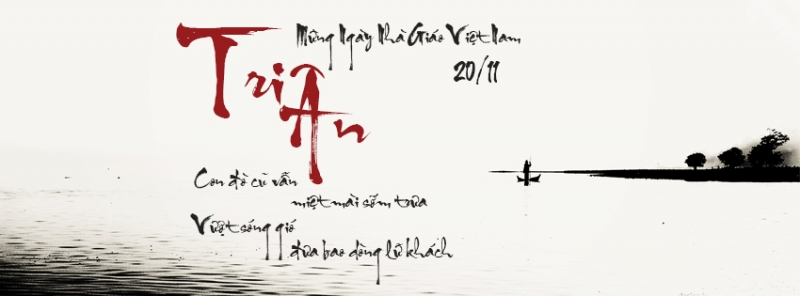 Tri Ân
Mừng Ngày Nhà Giáo Việt Nam
20/11
Con đò cũ vẫn
miệt mài sớm trưa
Vượt sóng gió
đưa bao dòng lữ khách